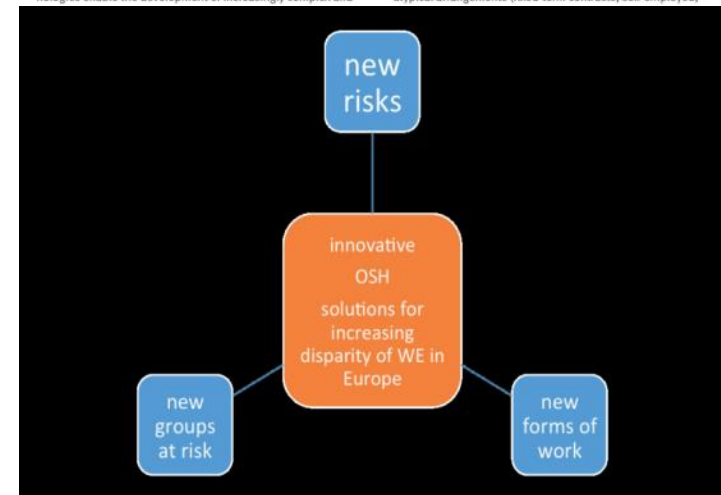 new
risks
innovative
OSH
solutions for
increasing
disparity of WE in
Europe
new
groups
at risk
new
forms of
work